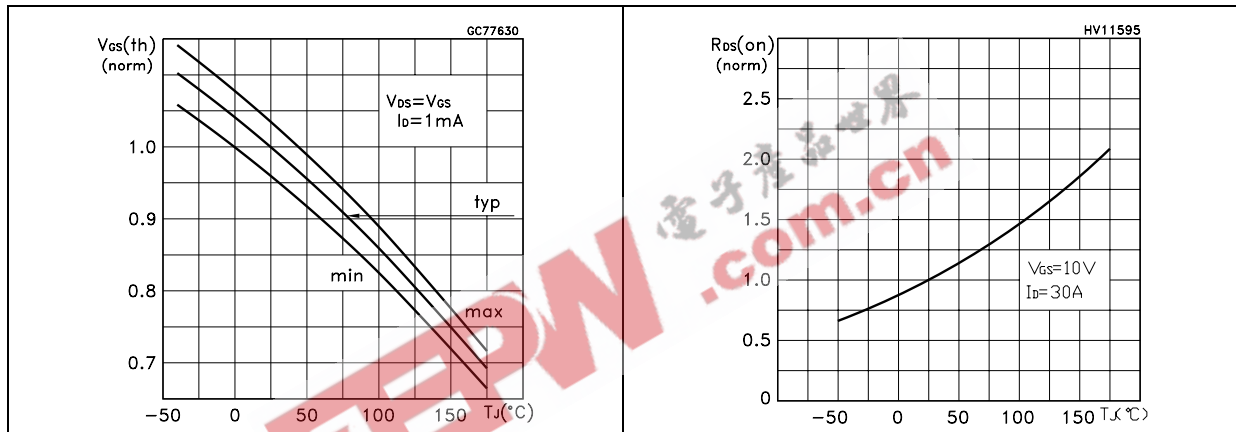 GC77630
VGS(th)
(norm)
VDS=VGS
ID=1mA
1.0
typ
0.9
min
0.8
max
0.7
-50 0 50 100 150 TJ(°C)
HV11595
RDS(on)
(norm)
2.5
2.0
1.5
1.0
VGS=10V
ID=30A
0.5
0
-50 0 50 100 150 TJ(°C)
電子產品世界
.com.cn
EEPW